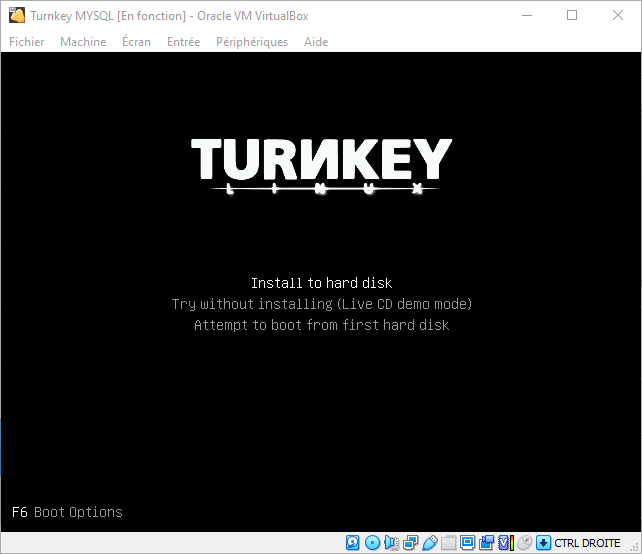 Turnkey MYSQL [En fonction] - Oracle VM VirtualBox
Fichier Machine Écran Entrée Périphériques Aide
TURNKEY
LINUX
Install to hard disk
Try without installing (Live CD demo mode)
Attempt to boot from first hard disk
F6 Boot Options
CTRL DROITE